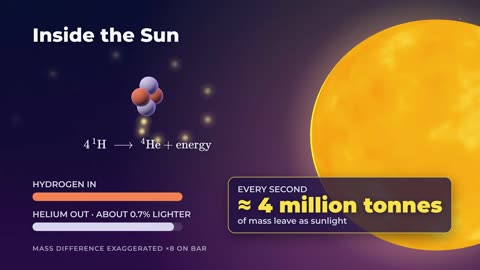 Inside the Sun
4 ¹H ⟶ ⁴He + energy
HYDROGEN IN
HELIUM OUT · ABOUT 0.7% LIGHTER
MASS DIFFERENCE EXAGGERATED ×8 ON BAR
EVERY SECOND
≈ 4 million tonnes
of mass leave as sunlight